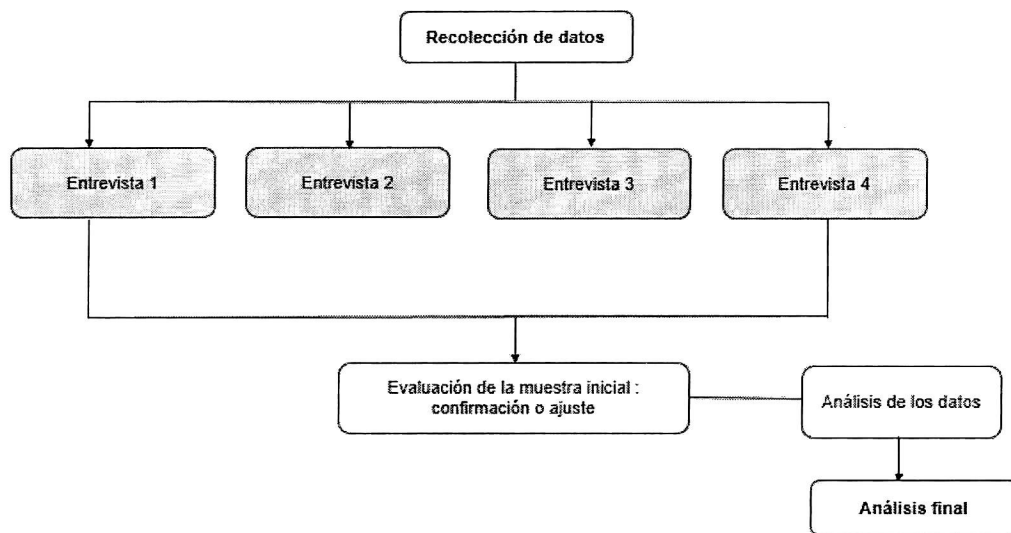 Recolección de datos
Entrevista 1
Entrevista 2
Entrevista 3
Entrevista 4
Evaluación de la muestra inicial :
confirmación o ajuste
Análisis de los datos
Análisis final